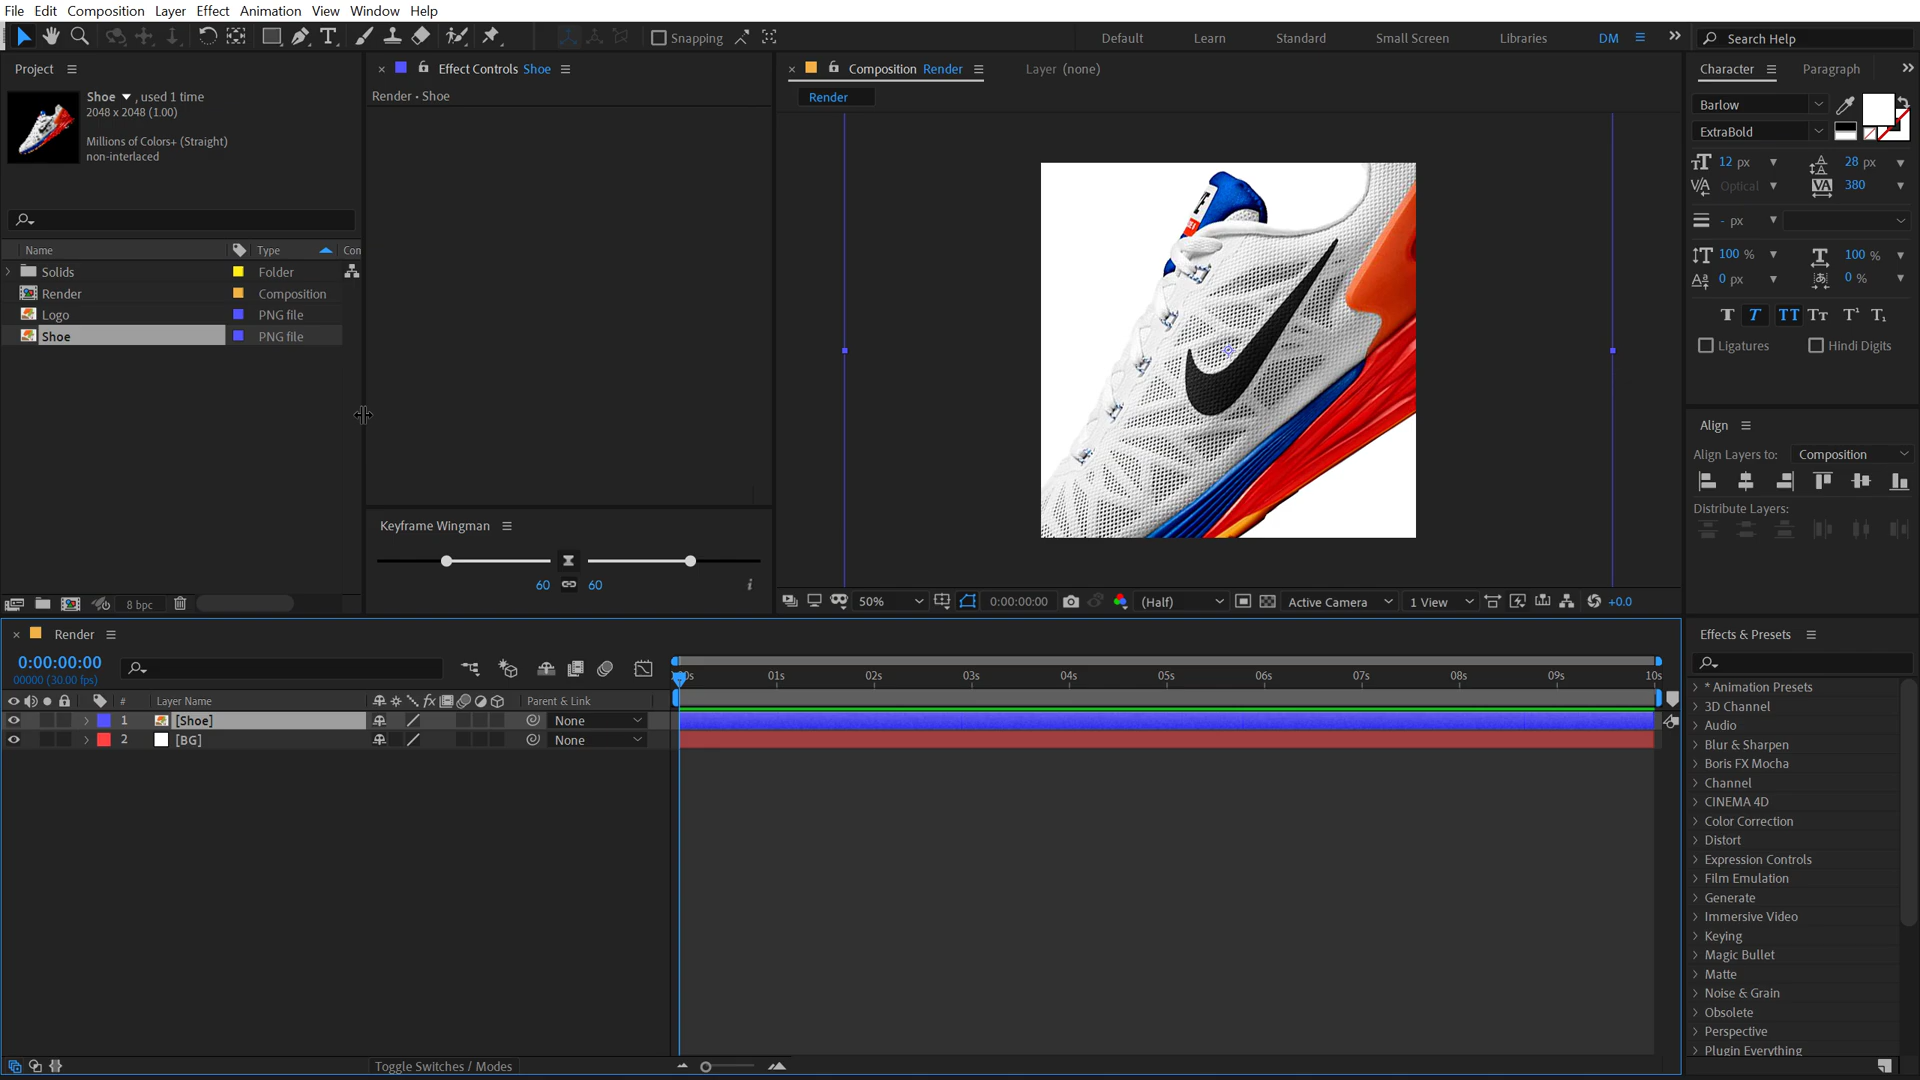 File Edit Composition Layer Effect Animation View Window Help
Snapping
Default Learn Standard Small Screen Libraries DM Search Help
Project
Effect Controls Shoe
Composition Render
Layer (none)
Character Paragraph
Shoe , used 1 time
2048 x 2048 (1.00)
Millions of Colors+ (Straight)
non-interlaced
Render • Shoe
Render
Barlow
ExtraBold
12 px 28 px
Optical 380
- px
100 % 100 %
0 px 0 %
Ligatures Hindi Digits
Name Type Con
Solids Folder
Render Composition
Logo PNG file
Shoe PNG file
Align
Align Layers to: Composition
Distribute Layers:
Keyframe Wingman
60 60
8 bpc
50% 0:00:00:00 (Half) Active Camera 1 View +0.0
Render
0:00:00:00
00000 (30.00 fps)
01s 02s 03s 04s 05s 06s 07s 08s 09s 10s
# Layer Name Parent & Link
1 [Shoe] None
2 [BG] None
Effects & Presets
* Animation Presets
3D Channel
Audio
Blur & Sharpen
Boris FX Mocha
Channel
CINEMA 4D
Color Correction
Distort
Expression Controls
Film Emulation
Generate
Immersive Video
Keying
Magic Bullet
Matte
Noise & Grain
Obsolete
Perspective
Plugin Everything
Toggle Switches / Modes